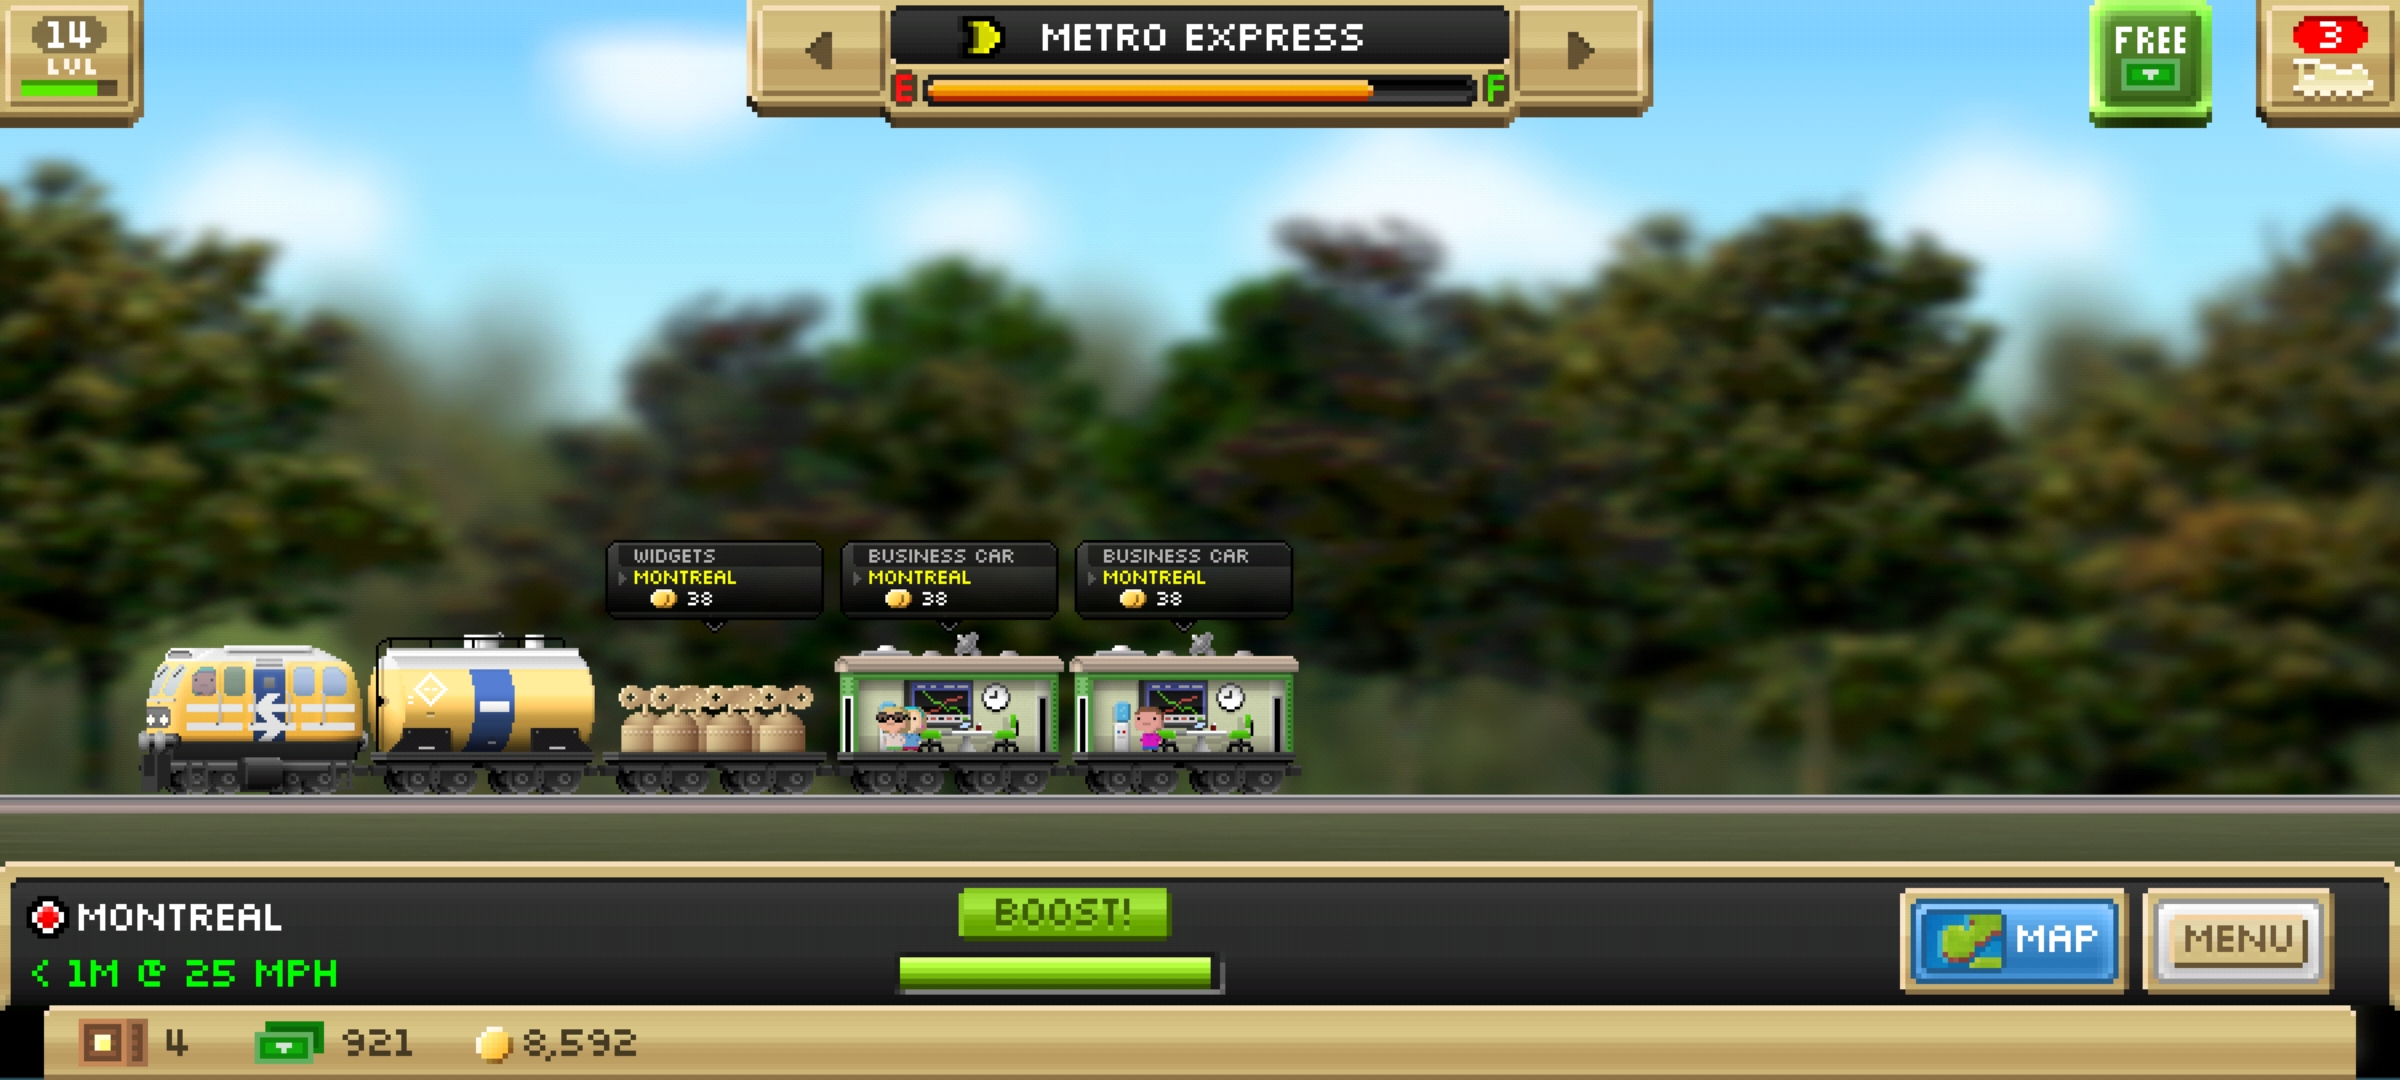 14
LVL
METRO EXPRESS
E F
FREE
3
WIDGETS
MONTREAL
38
BUSINESS CAR
MONTREAL
38
BUSINESS CAR
MONTREAL
38
MONTREAL
< 1M @ 25 MPH
BOOST!
MAP
MENU
4
921
8,592